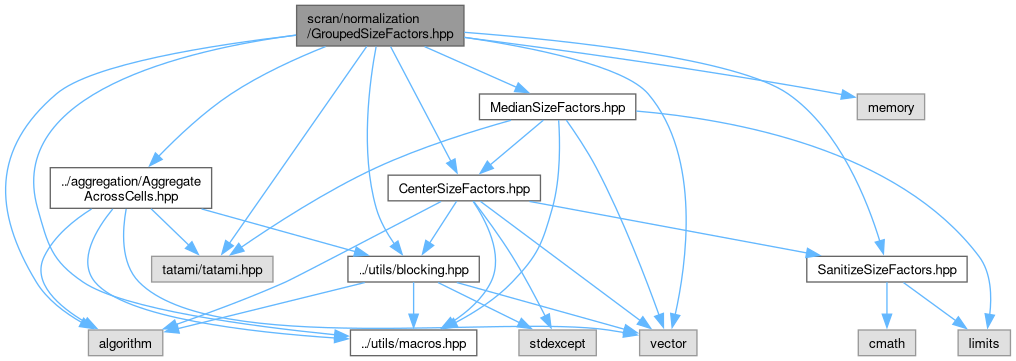 scran/normalization
/GroupedSizeFactors.hpp
MedianSizeFactors.hpp
memory
../aggregation/Aggregate
AcrossCells.hpp
CenterSizeFactors.hpp
tatami/tatami.hpp
../utils/blocking.hpp
SanitizeSizeFactors.hpp
algorithm
../utils/macros.hpp
stdexcept
vector
cmath
limits